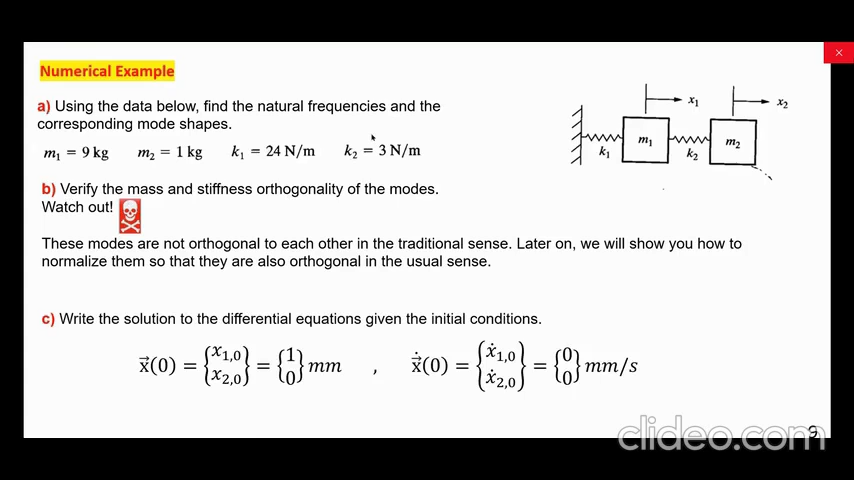 Numerical Example
a) Using the data below, find the natural frequencies and the
corresponding mode shapes.
m₁ = 9 kg m₂ = 1 kg k₁ = 24 N/m k₂ = 3 N/m
x₁ x₂
m₁ m₂
k₁ k₂
b) Verify the mass and stiffness orthogonality of the modes.
Watch out!
These modes are not orthogonal to each other in the traditional sense. Later on, we will show you how to
normalize them so that they are also orthogonal in the usual sense.
c) Write the solution to the differential equations given the initial conditions.
x⃗(0) = {x₁,₀ x₂,₀} = {1 0} mm , ẋ⃗(0) = {ẋ₁,₀ ẋ₂,₀} = {0 0} mm/s
9
clideo.com